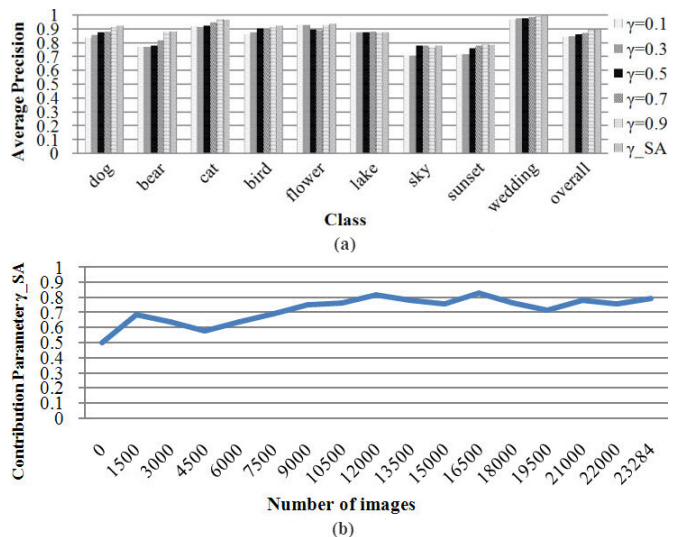 Average Precision
1
0.9
0.8
0.7
0.6
0.5
0.4
0.3
0.2
0.1
0
dog
bear
cat
bird
flower
lake
sky
sunset
wedding
overall
Class
γ=0.1
γ=0.3
γ=0.5
γ=0.7
γ=0.9
γ_SA
(a)
Contribution Parameter γ_SA
1
0.9
0.8
0.7
0.6
0.5
0.4
0.3
0.2
0.1
0
0
1500
3000
4500
6000
7500
9000
10500
12000
13500
15000
16500
18000
19500
21000
22000
23284
Number of images
(b)